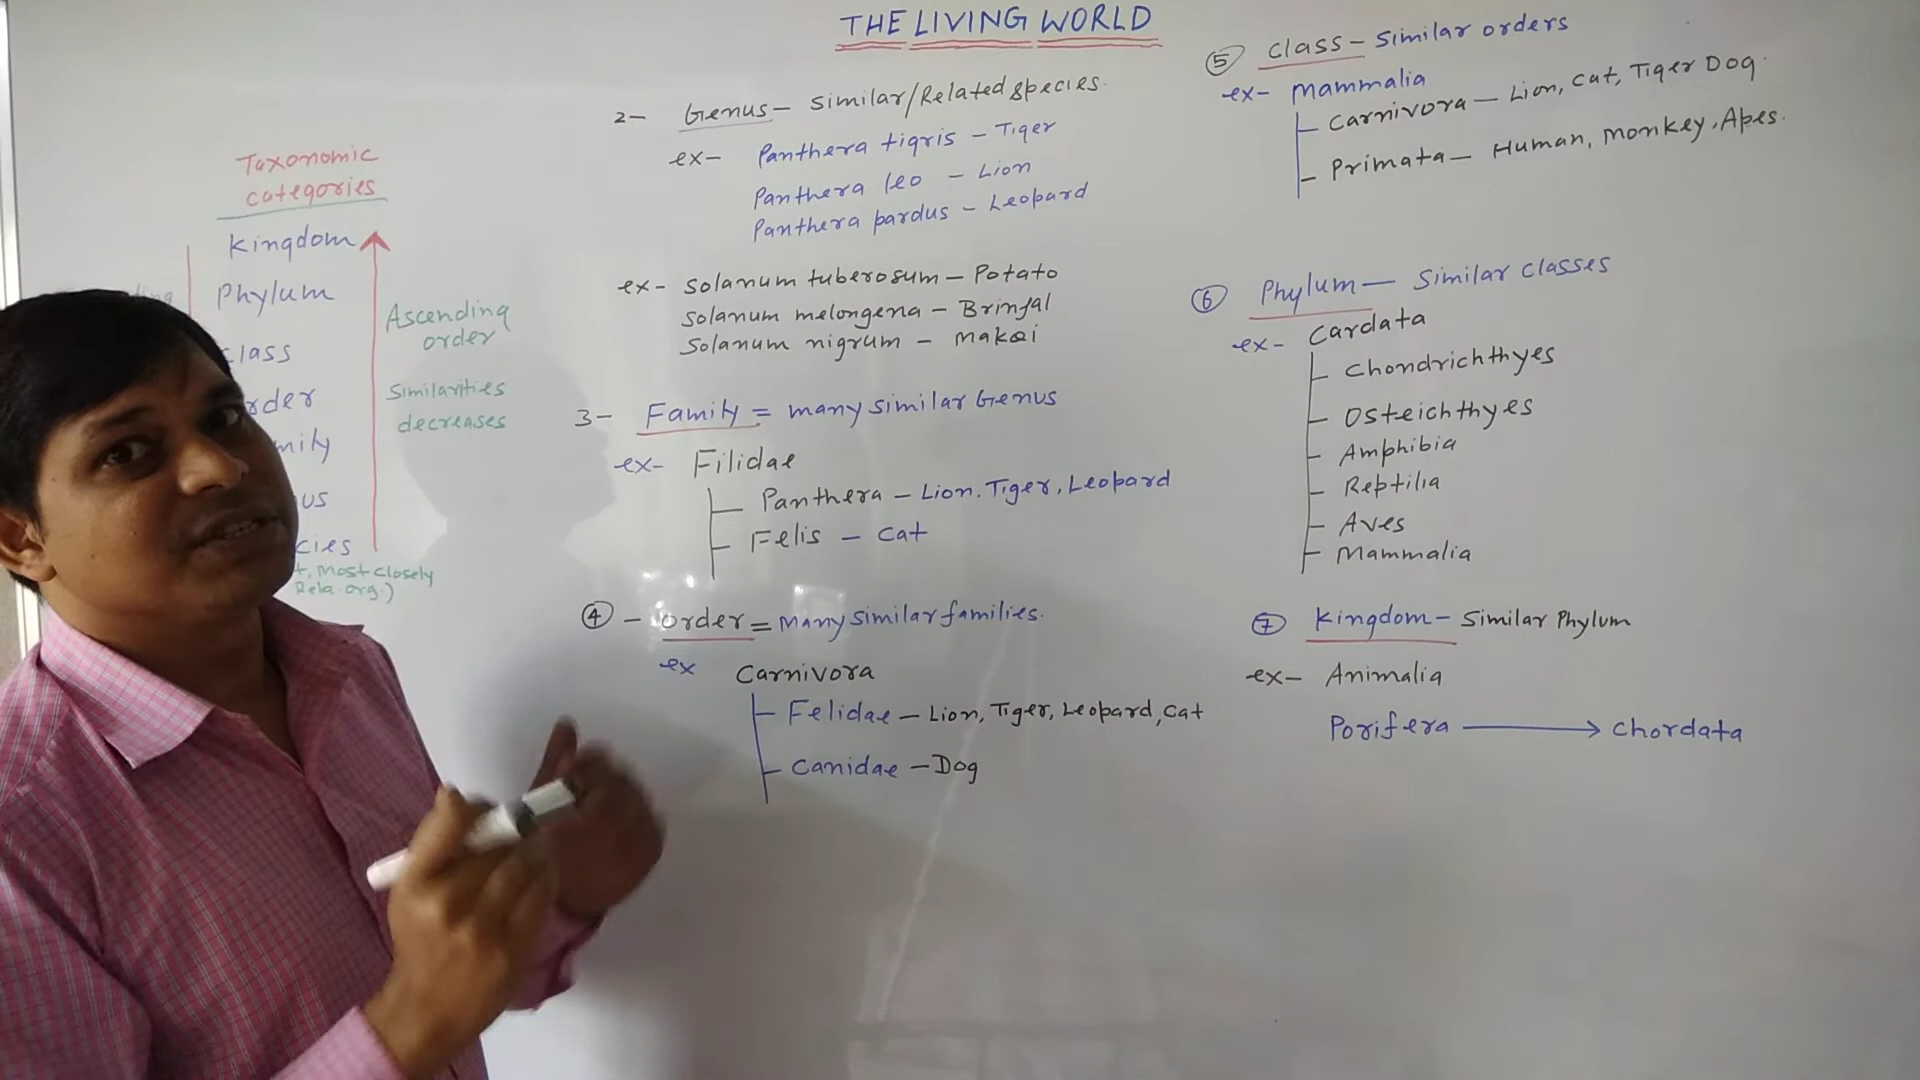 THE LIVING WORLD
Taxonomic
categories
Kingdom
Phylum
class
rder
mily
us
cies
t, Most closely
Rela. org.)
Ascending
order
Similarities
decreases
2- Genus- Similar/Related species.
ex- Panthera tigris - Tiger
Panthera leo - Lion
Panthera pardus - Leopard
ex- Solanum tuberosum - Potato
Solanum melongena - Brinjal
Solanum nigrum - makoi
3- Family = many similar Genus
ex- Filidae
Panthera - Lion, Tiger, Leopard
Felis - cat
④ - order = Many similar families.
ex Carnivora
Felidae - Lion, Tiger, Leopard, cat
Canidae - Dog
⑤ Class - Similar orders
ex- Mammalia
Carnivora - Lion, cat, Tiger Dog.
Primata - Human, monkey, Apes.
⑥ Phylum - Similar classes
ex- Cardata
Chondrichthyes
Osteichthyes
Amphibia
Reptilia
Aves
Mammalia
⑦ Kingdom - Similar Phylum
ex- Animalia
Porifera → Chordata